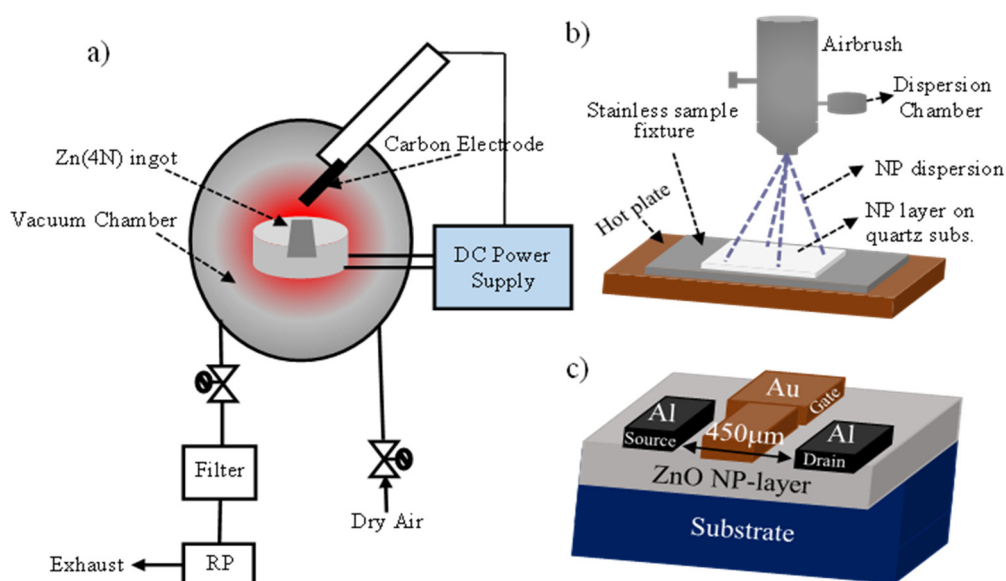 a)
Carbon Electrode
Zn(4N) ingot
Vacuum Chamber
DC Power
Supply
Filter
Dry Air
Exhaust
RP
b)
Airbrush
Dispersion
Chamber
Stainless sample
fixture
NP dispersion
Hot plate
NP layer on
quartz subs.
c)
Au
Gate
Al
Source
450μm
Al
Drain
ZnO NP-layer
Substrate